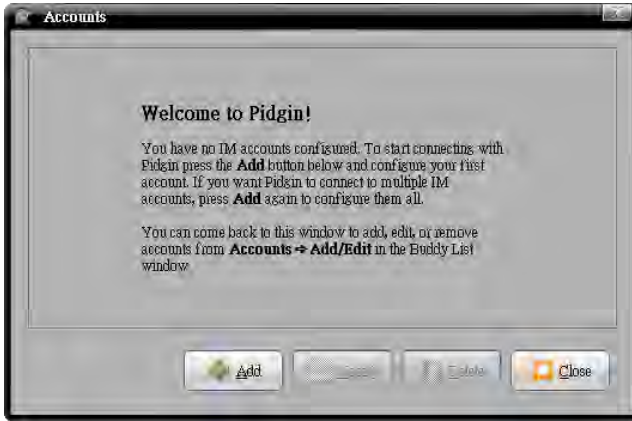 Accounts
Welcome to Pidgin!
You have no IM accounts configured. To start connecting with
Pidgin press the Add button below and configure your first
account. If you want Pidgin to connect to multiple IM
accounts, press Add again to configure them all.
You can come back to this window to add, edit, or remove
accounts from Accounts ⇨ Add/Edit in the Buddy List
window
Add Delete Close